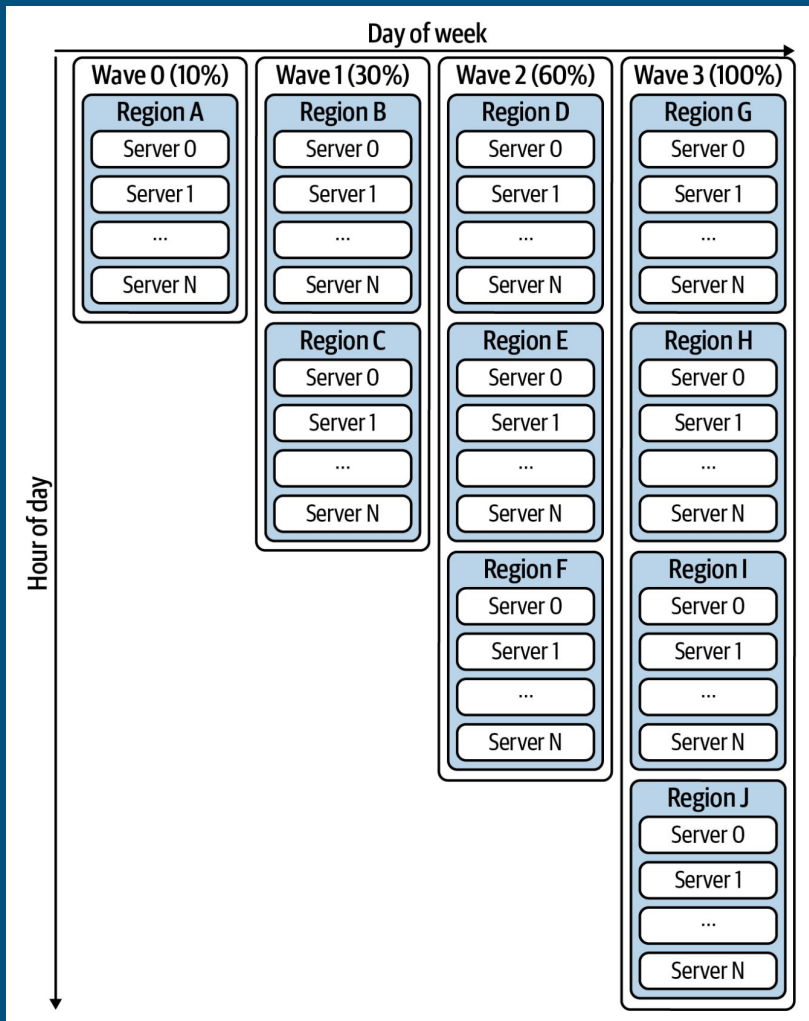 Day of week
Hour of day
Wave 0 (10%)
Region A
Server 0
Server 1
...
Server N
Wave 1 (30%)
Region B
Server 0
Server 1
...
Server N
Region C
Server 0
Server 1
...
Server N
Wave 2 (60%)
Region D
Server 0
Server 1
...
Server N
Region E
Server 0
Server 1
...
Server N
Region F
Server 0
Server 1
...
Server N
Wave 3 (100%)
Region G
Server 0
Server 1
...
Server N
Region H
Server 0
Server 1
...
Server N
Region I
Server 0
Server 1
...
Server N
Region J
Server 0
Server 1
...
Server N